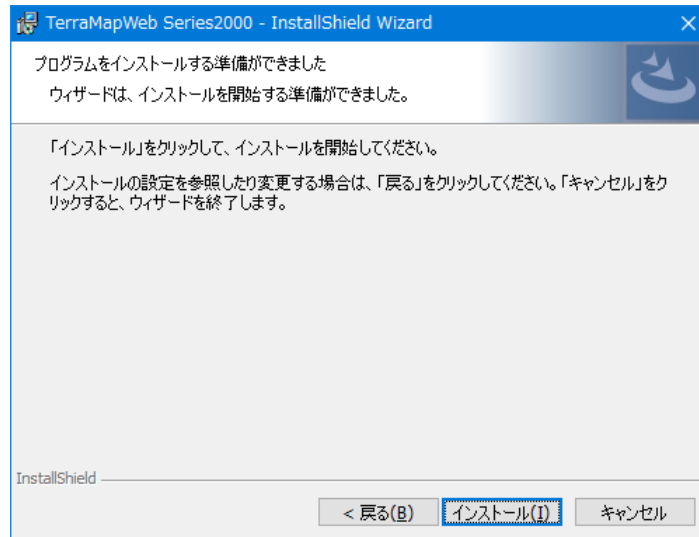 TerraMapWeb Series2000 - InstallShield Wizard
プログラムをインストールする準備ができました
ウィザードは、インストールを開始する準備ができました。
「インストール」をクリックして、インストールを開始してください。
インストールの設定を参照したり変更する場合は、「戻る」をクリックしてください。「キャンセル」をク
リックすると、ウィザードを終了します。
InstallShield
< 戻る(B) インストール(I) キャンセル